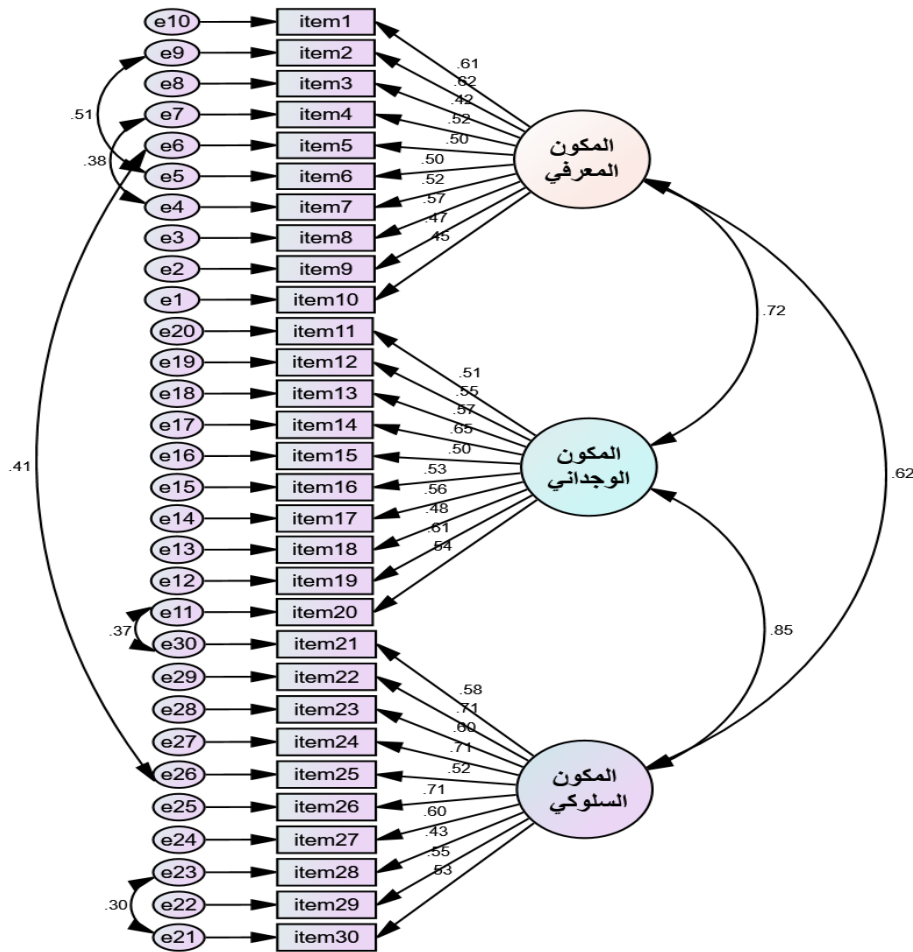 e10 item1
e9 item2
e8 item3
e7 item4
e6 item5
e5 item6
e4 item7
e3 item8
e2 item9
e1 item10
e20 item11
e19 item12
e18 item13
e17 item14
e16 item15
e15 item16
e14 item17
e13 item18
e12 item19
e11 item20
e30 item21
e29 item22
e28 item23
e27 item24
e26 item25
e25 item26
e24 item27
e23 item28
e22 item29
e21 item30
.51
.38
.41
.37
.30
.61
.62
.42
.52
.50
.50
.52
.57
.47
.45
المكون
المعرفي
.51
.55
.57
.65
.50
.53
.56
.48
.61
.54
المكون
الوجداني
.58
.71
.60
.71
.52
.71
.60
.43
.55
.53
المكون
السلوكي
.72
.62
.85